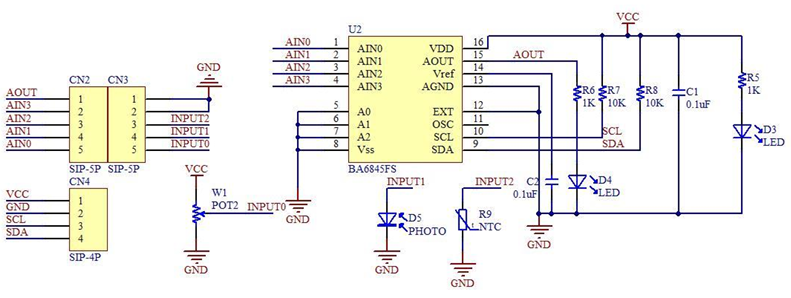 VCC
U2
AIN0 1 AIN0 VDD 16
AIN1 2 AIN1 AOUT 15 AOUT
AIN2 3 AIN2 Vref 14
AIN3 4 AIN3 AGND 13
5 A0 EXT 12
6 A1 OSC 11
7 A2 SCL 10 SCL
8 Vss SDA 9 SDA
BA6845FS
GND
CN2 CN3
AOUT 1 1
AIN3 2 2
AIN2 3 3 INPUT2
AIN1 4 4 INPUT1
AIN0 5 5 INPUT0
SIP-5P SIP-5P
GND
CN4
VCC 1
GND 2
SCL 3
SDA 4
SIP-4P
VCC
W1
POT2
INPUT0
GND
INPUT1
D5
PHOTO
GND
INPUT2
R9
NTC
GND
R6
1K
R7
10K
R8
10K
C1
0.1uF
R5
1K
D3
LED
C2
0.1uF
D4
LED
GND